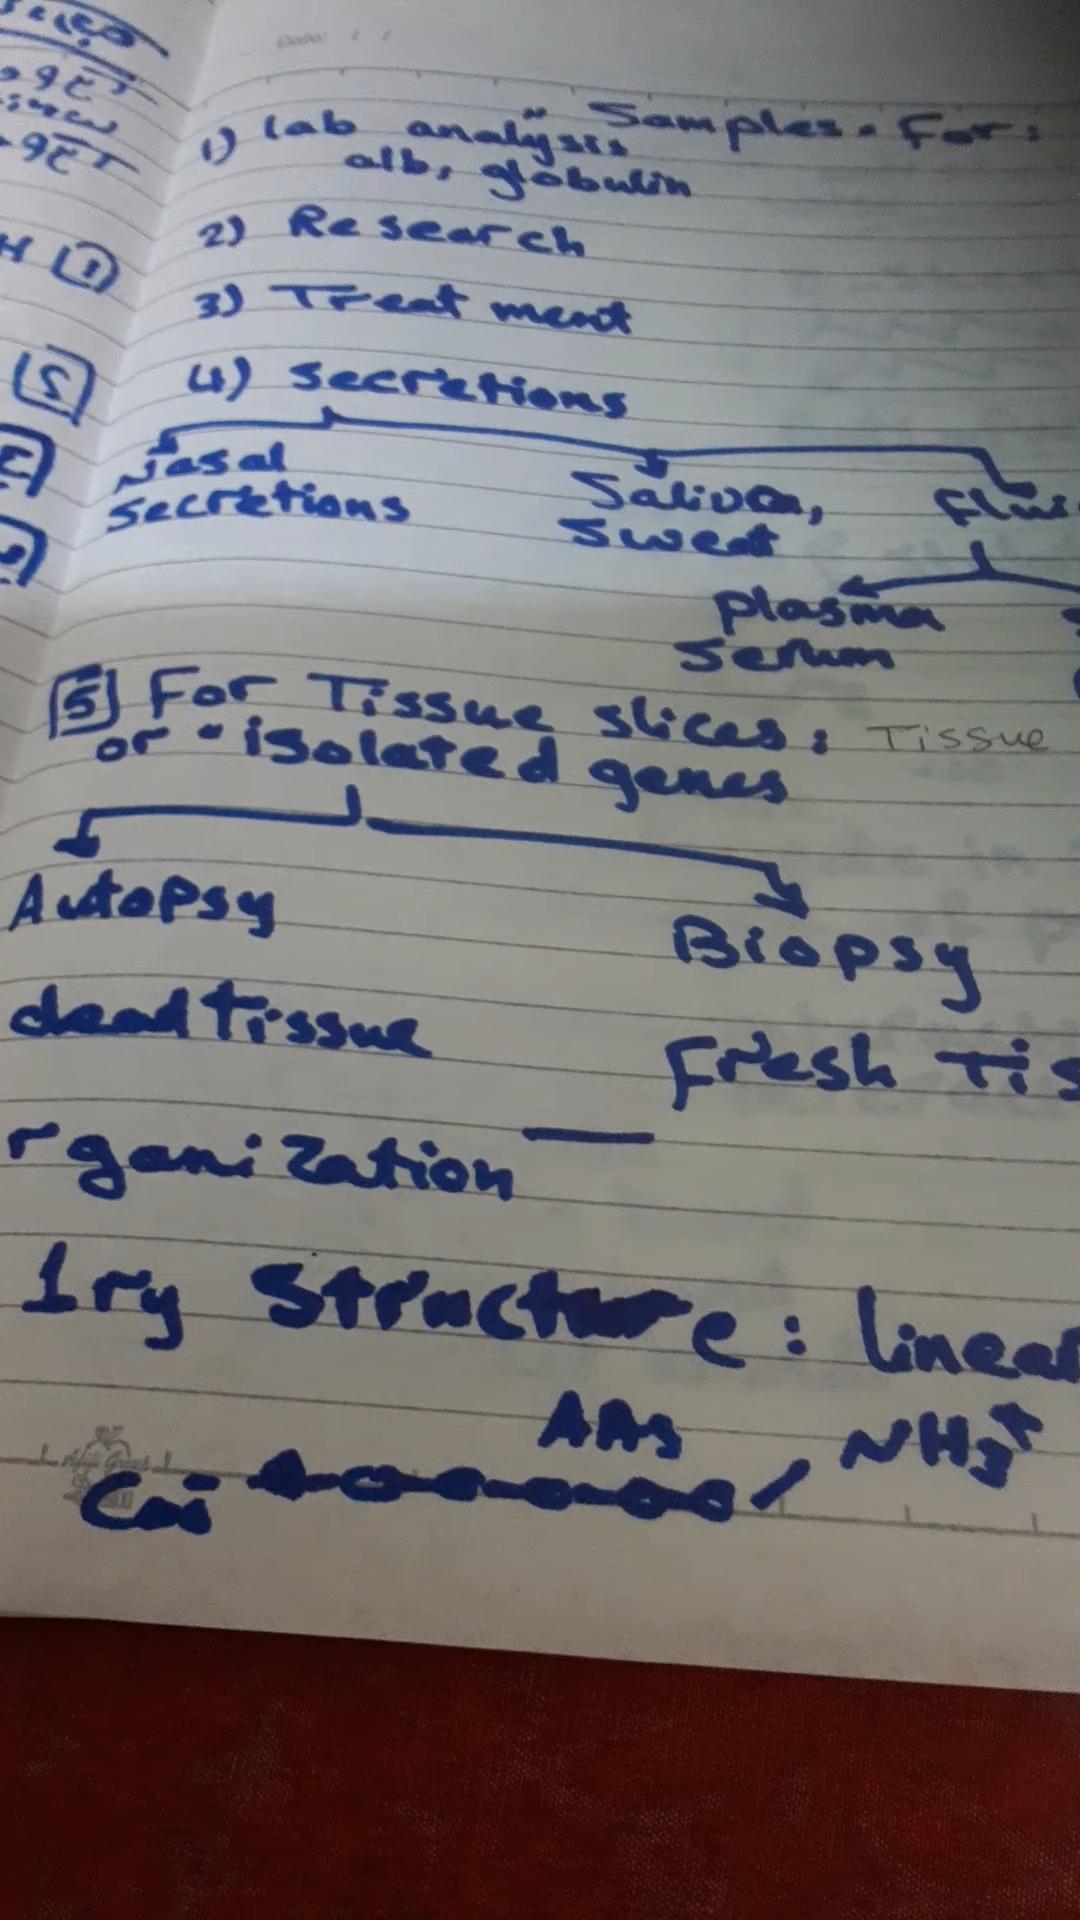 Date: / /
Samples. For:
1) lab analysis
alb, globulin
2) Research
3) Treatment
4) secretions
Nasal
secretions
Saliva,
sweat
plasma
serum
5 For Tissue slices: Tissue
or isolated genes
Autopsy
Biopsy
dead tissue
Fresh Tis
rganization
1ry structure: linear
AAs
NH3+